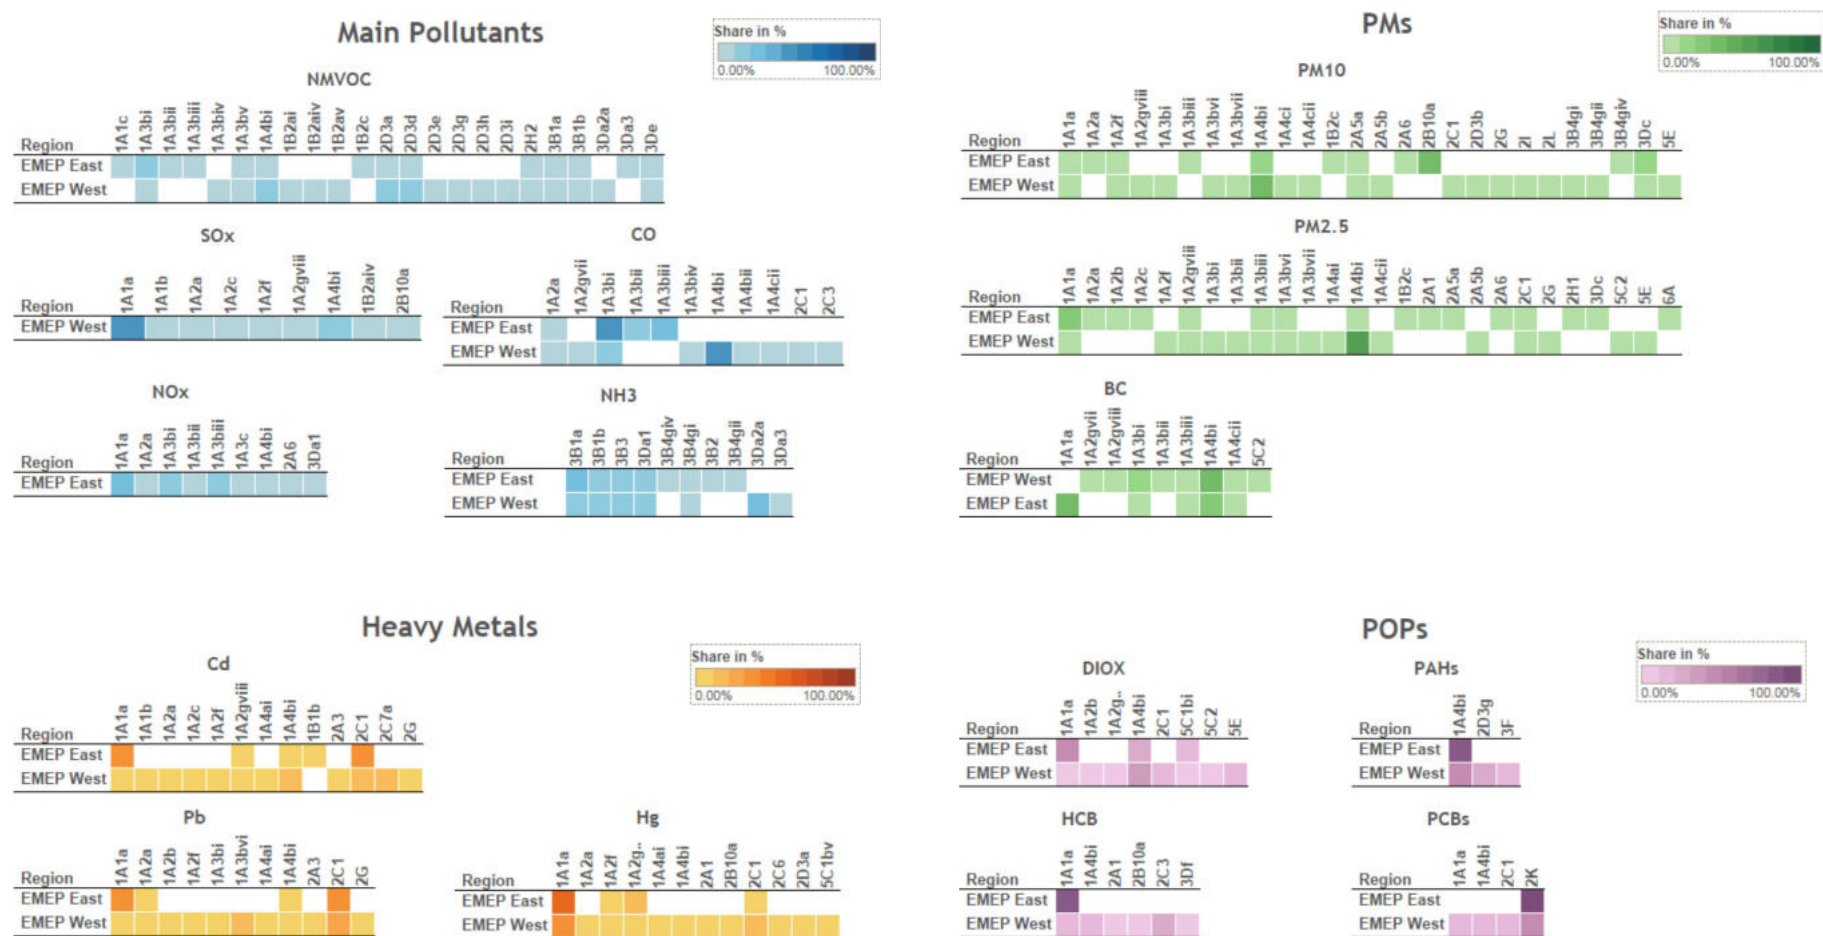 Main Pollutants
Share in %
0.00% 100.00%
NMVOC
Region 1A1c 1A3bi 1A3bii 1A3biii 1A3biv 1A3bv 1A4bi 1B2ai 1B2aiv 1B2av 1B2c 2D3a 2D3d 2D3e 2D3g 2D3h 2D3i 2H2 3B1a 3B1b 3Da2a 3Da3 3De
EMEP East
EMEP West
SOx
Region 1A1a 1A1b 1A2a 1A2c 1A2f 1A2gviii 1A4bi 1B2aiv 2B10a
EMEP West
CO
Region 1A2a 1A2gvii 1A3bi 1A3bii 1A3biii 1A3biv 1A4bi 1A4bii 1A4cii 2C1 2C3
EMEP East
EMEP West
NOx
Region 1A1a 1A2a 1A3bi 1A3bii 1A3biii 1A3c 1A4bi 2A6 3Da1
EMEP East
NH3
Region 3B1a 3B1b 3B3 3Da1 3B4giv 3B4gi 3B2 3B4gii 3Da2a 3Da3
EMEP East
EMEP West
PMs
Share in %
0.00% 100.00%
PM10
Region 1A1a 1A2a 1A2f 1A2gviii 1A3bi 1A3biii 1A3bvi 1A3bvii 1A4bi 1A4ci 1A4cii 1B2c 2A5a 2A5b 2A6 2B10a 2C1 2D3b 2G 2I 2L 3B4gi 3B4gii 3B4giv 3Dc 5E
EMEP East
EMEP West
PM2.5
Region 1A1a 1A2a 1A2b 1A2c 1A2f 1A2gviii 1A3bi 1A3bii 1A3biii 1A3bvi 1A3bvii 1A4ai 1A4bi 1A4cii 1B2c 2A1 2A5a 2A5b 2A6 2C1 2G 2H1 3Dc 5C2 5E 6A
EMEP East
EMEP West
BC
Region 1A1a 1A2gvii 1A2gviii 1A3bi 1A3bii 1A3biii 1A4bi 1A4cii 5C2
EMEP West
EMEP East
Heavy Metals
Share in %
0.00% 100.00%
Cd
Region 1A1a 1A1b 1A2a 1A2c 1A2f 1A2gviii 1A4ai 1A4bi 1B1b 2A3 2C1 2C7a 2G
EMEP East
EMEP West
Pb
Region 1A1a 1A2a 1A2b 1A2f 1A3bi 1A3bvi 1A4ai 1A4bi 2A3 2C1 2G
EMEP East
EMEP West
Hg
Region 1A1a 1A2a 1A2f 1A2g.. 1A4ai 1A4bi 2A1 2B10a 2C1 2C6 2D3a 5C1bv
EMEP East
EMEP West
POPs
Share in %
0.00% 100.00%
DIOX
Region 1A1a 1A2b 1A2g.. 1A4bi 2C1 5C1bi 5C2 5E
EMEP East
EMEP West
PAHs
Region 1A4bi 2D3g 3F
EMEP East
EMEP West
HCB
Region 1A1a 1A4bi 2A1 2B10a 2C3 3Df
EMEP East
EMEP West
PCBs
Region 1A1a 1A4bi 2C1 2K
EMEP East
EMEP West